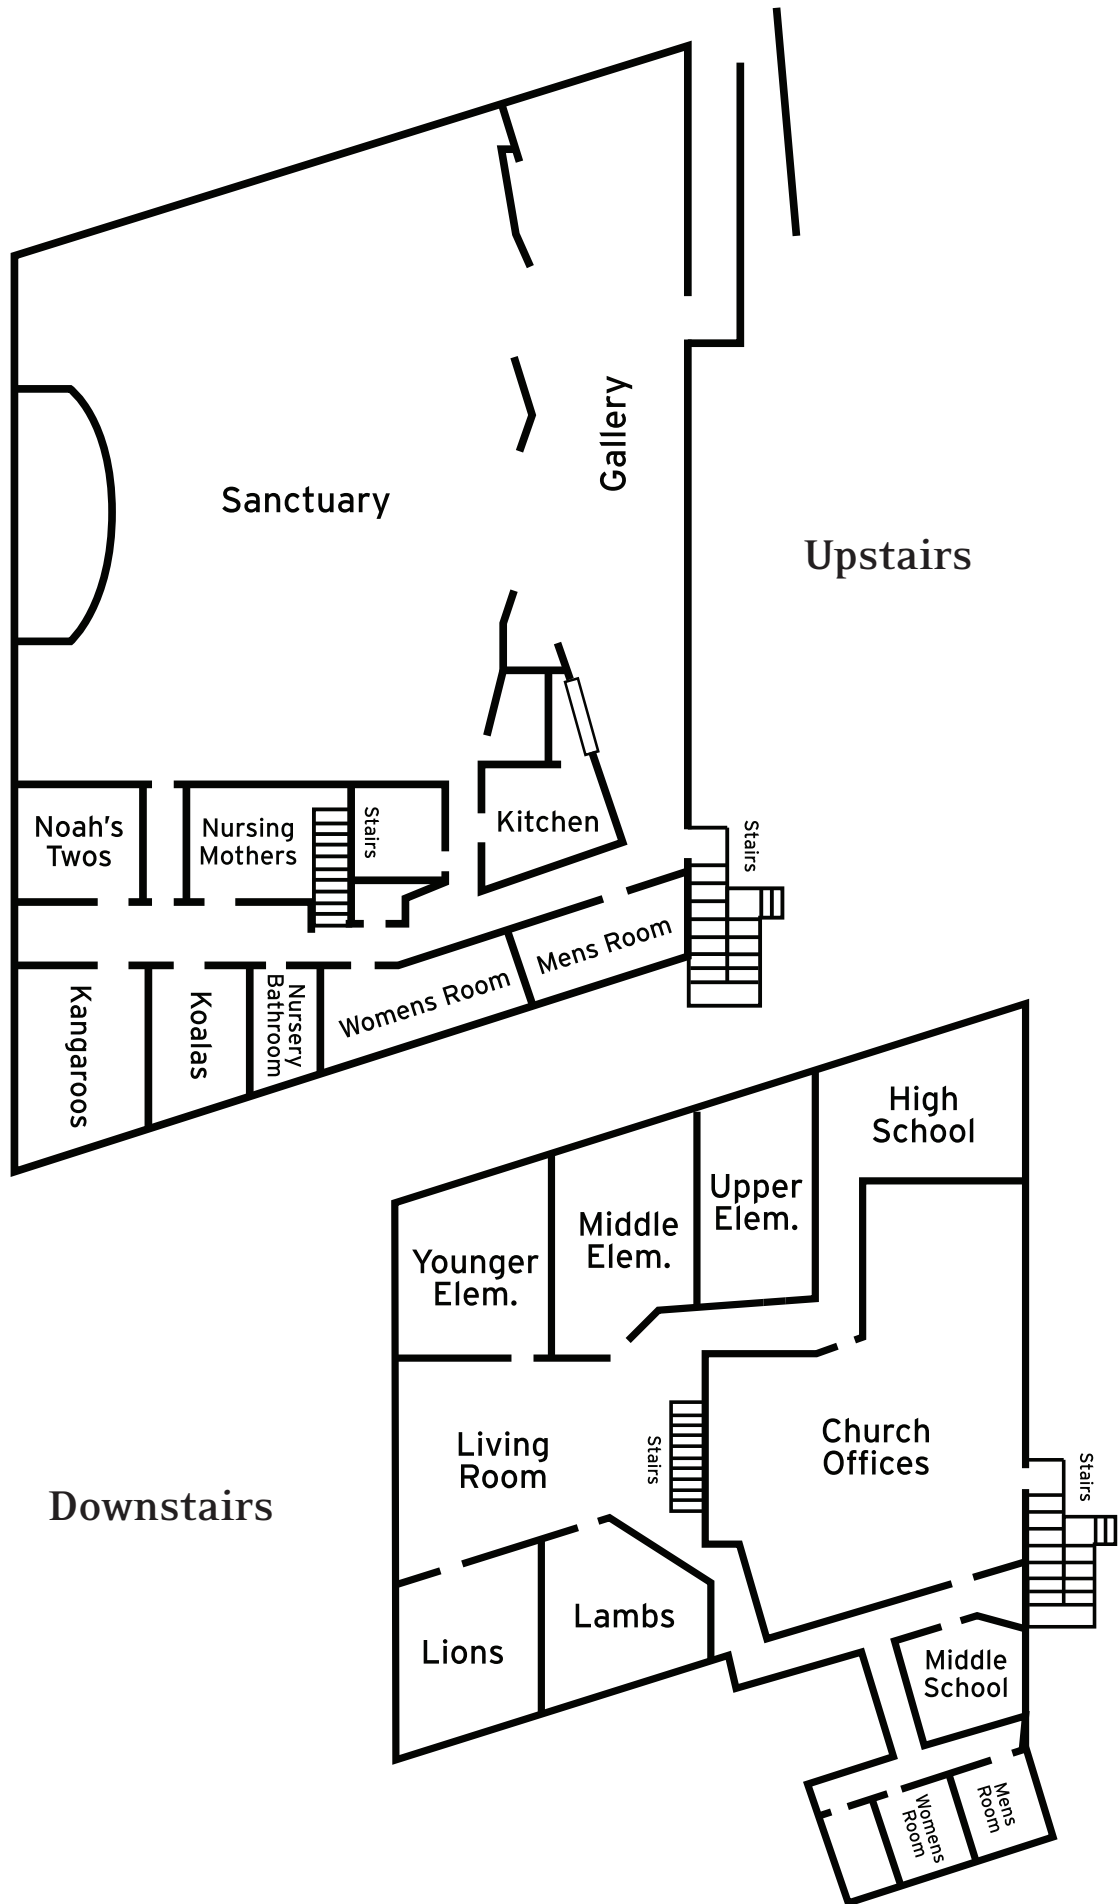 Gallery
Sanctuary
Upstairs
Noah's
Twos
Nursing
Mothers
Stairs
Kitchen
Stairs
Mens Room
Womens Room
Kangaroos
Koalas
Nursery
Bathroom
High
School
Upper
Elem.
Middle
Elem.
Younger
Elem.
Living
Room
Stairs
Church
Offices
Stairs
Downstairs
Lambs
Lions
Middle
School
Mens
Room
Womens
Room